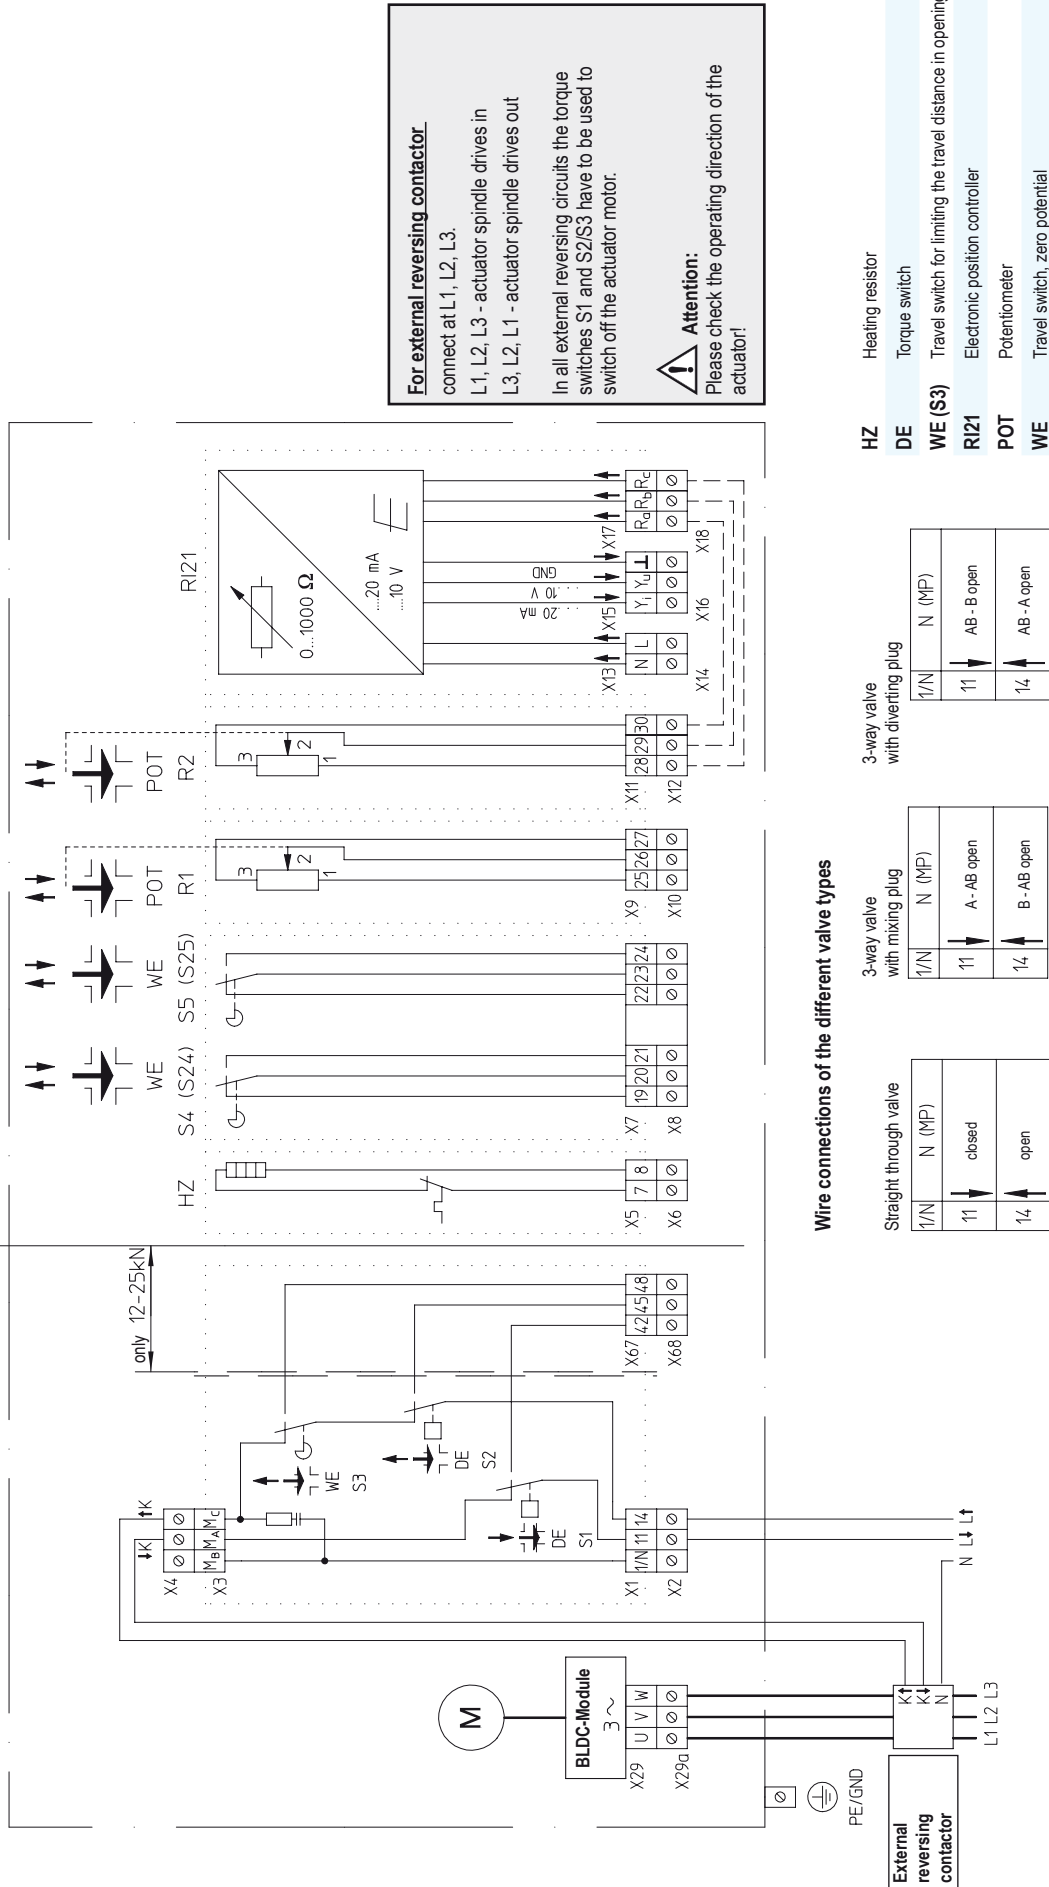 For external reversing contactor
connect at L1, L2, L3.
L1, L2, L3 - actuator spindle drives in
L3, L2, L1 - actuator spindle drives out
In all external reversing circuits the torque
switches S1 and S2/S3 have to be used to
switch off the actuator motor.
Attention:
Please check the operating direction of the
actuator!
only 12-25kN
HZ
WE
S4 (S24)
WE
S5 (S25)
POT
R1
POT
R2
RI21
0...1000 Ω
...20 mA
...10 V
3
2
1
3
2
1
↓K ↑K
X4
X3
MB MA MC
WE
S3
DE
S2
DE
S1
X1 1/N 11 14
X2
N L↓ L↑
X67 42 45 48
X68
X5 7 8
X6
X7 19 20 21
X8
22 23 24
X9 25 26 27
X10
X11 28 29 30
X12
X13 N L
X14
...20 mA
...10 V
GND
X15 Yi Yu ⊥
X16
X17 Ra Rb Rc
X18
M
BLDC-Module
3 ~
X29 U V W
X29a
PE/GND
External
reversing
contactor
K↑
K↓
N
L1 L2 L3
Wire connections of the different valve types
Straight through valve
1/N N (MP)
11 closed
14 open
3-way valve
with mixing plug
1/N N (MP)
11 A - AB open
14 B - AB open
3-way valve
with diverting plug
1/N N (MP)
11 AB - B open
14 AB - A open
HZ Heating resistor
DE Torque switch
WE (S3) Travel switch for limiting the travel distance in opening
RI21 Electronic position controller
POT Potentiometer
WE Travel switch, zero potential